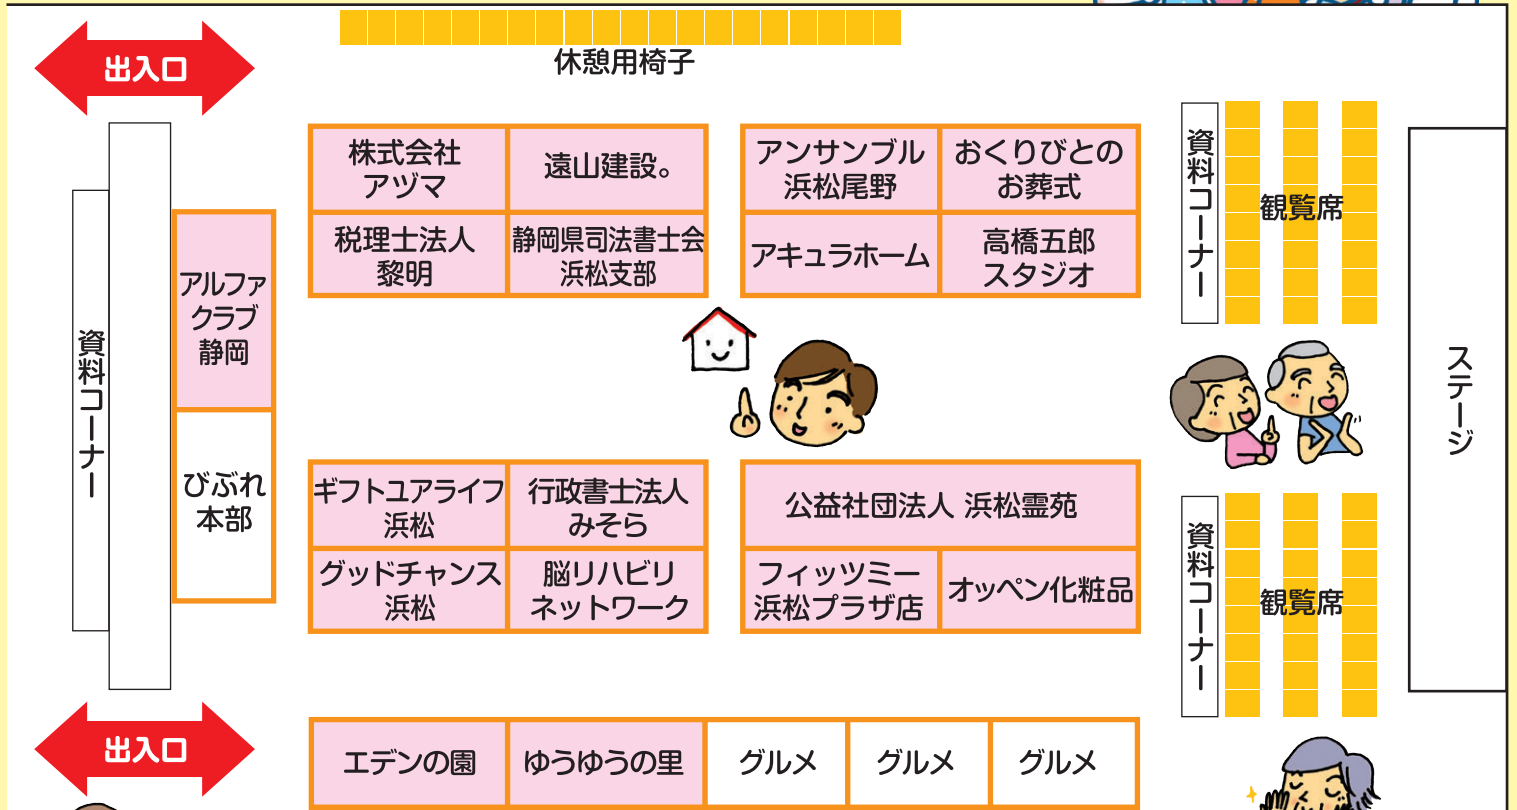 出入口
休憩用椅子
株式会社
アヅマ
遠山建設。
税理士法人
黎明
静岡県司法書士会
浜松支部
アンサンブル
浜松尾野
おくりびとの
お葬式
アキュラホーム
高橋五郎
スタジオ
資料コーナー
観覧席
ステージ
資料コーナー
アルファ
クラブ
静岡
びぶれ
本部
ギフトユアライフ
浜松
行政書士法人
みそら
グッドチャンス
浜松
脳リハビリ
ネットワーク
公益社団法人 浜松霊苑
フィッツミー
浜松プラザ店
オッペン化粧品
資料コーナー
観覧席
出入口
エデンの園
ゆうゆうの里
グルメ
グルメ
グルメ